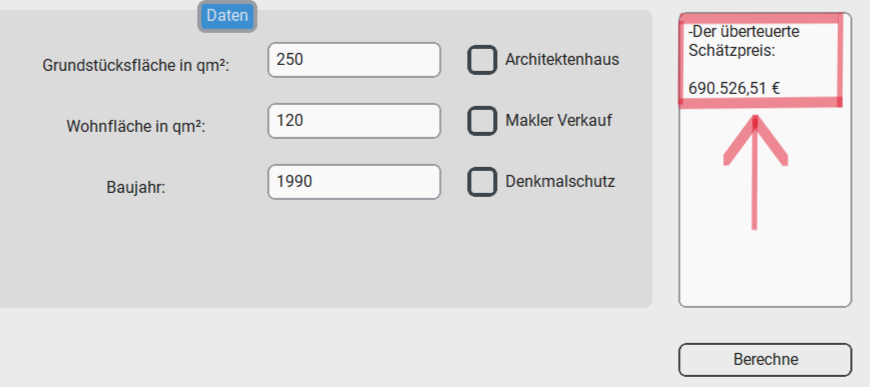 Daten
Grundstücksfläche in qm²:
250
Architektenhaus
Wohnfläche in qm²:
120
Makler Verkauf
Baujahr:
1990
Denkmalschutz
-Der überteuerte
Schätzpreis:
690.526,51 €
Berechne